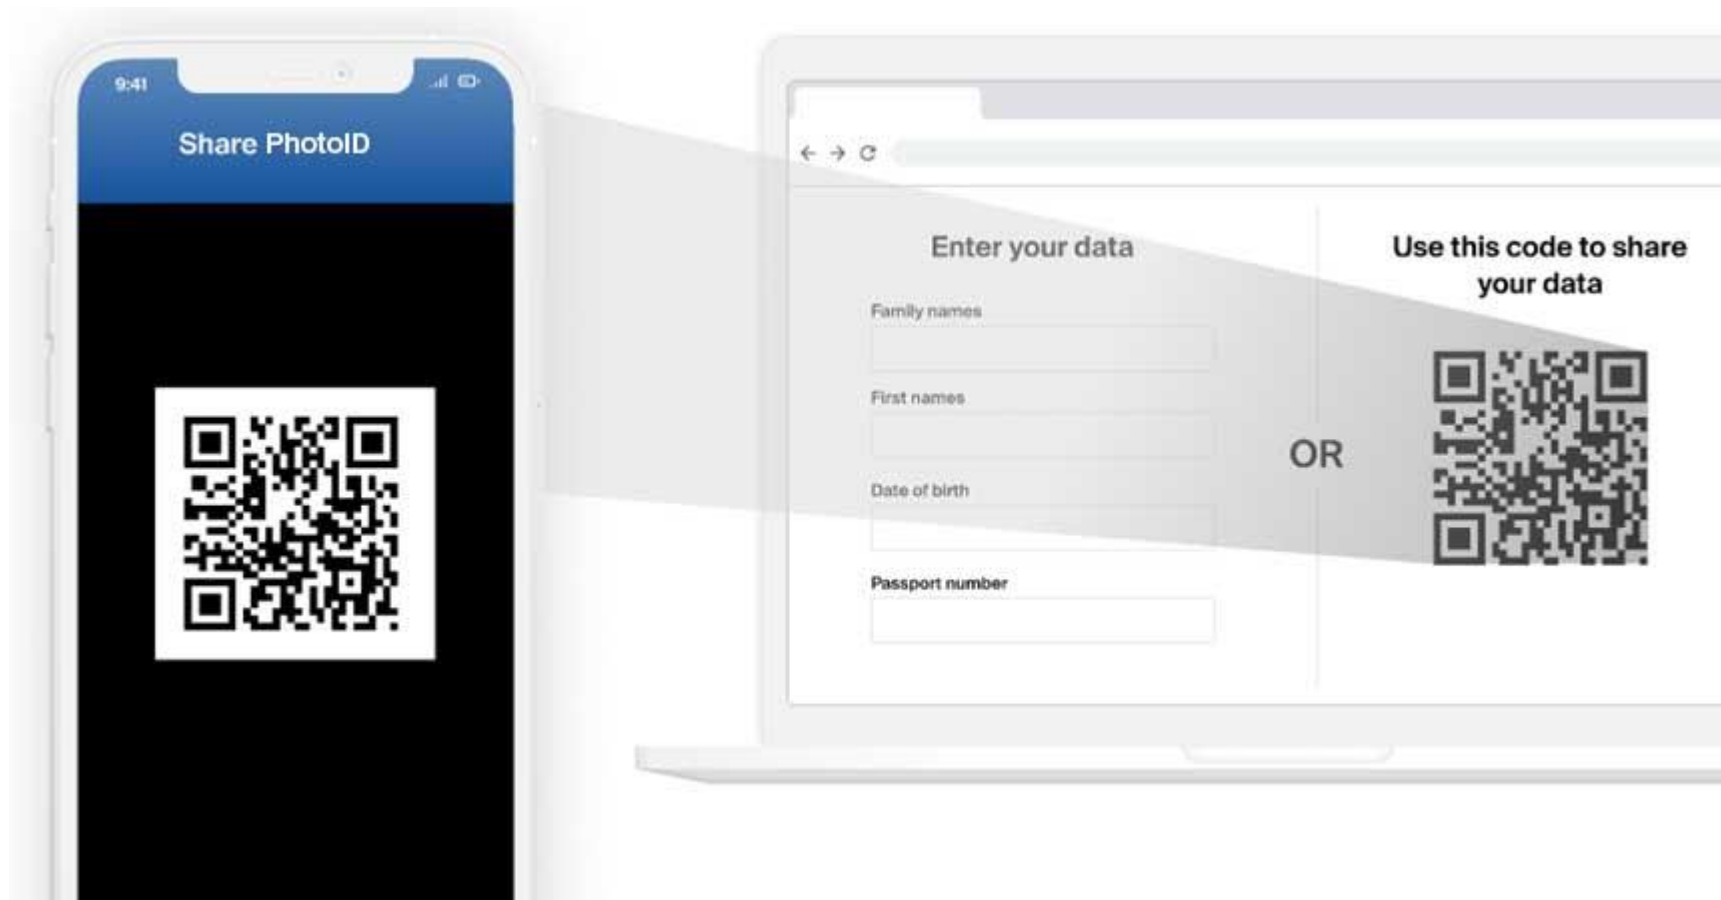 9:41
Share PhotoID
Enter your data
Family names
First names
Date of birth
Passport number
OR
Use this code to share
your data